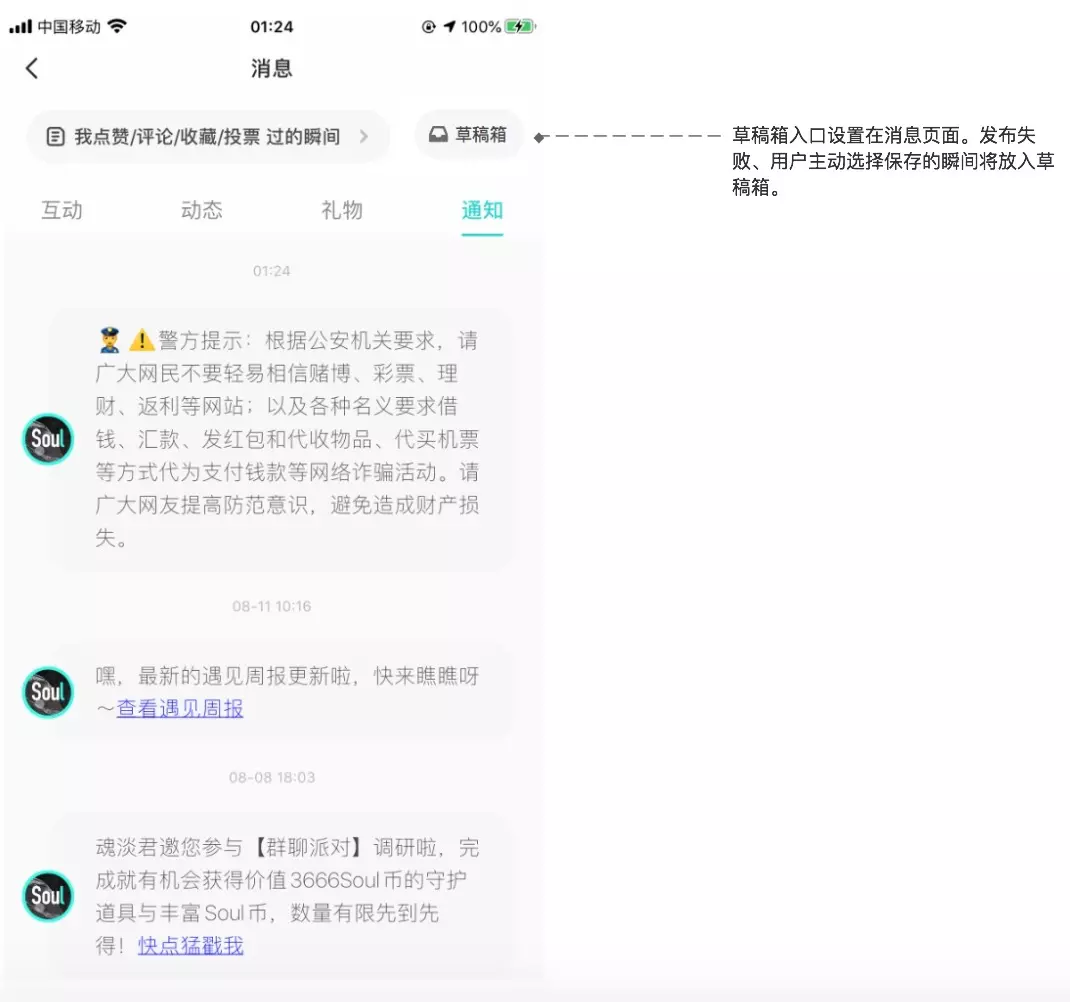 中国移动 01:24 100%
消息
我点赞/评论/收藏/投票 过的瞬间
草稿箱
草稿箱入口设置在消息页面。发布失
败、用户主动选择保存的瞬间将放入草
稿箱。
互动 动态 礼物 通知
01:24
警方提示：根据公安机关要求，请
广大网民不要轻易相信赌博、彩票、理
财、返利等网站；以及各种名义要求借
钱、汇款、发红包和代收物品、代买机票
等方式代为支付钱款等网络诈骗活动。请
广大网友提高防范意识，避免造成财产损
失。
Soul
08-11 10:16
嘿，最新的遇见周报更新啦，快来瞧瞧呀
～查看遇见周报
Soul
08-08 18:03
魂淡君邀您参与【群聊派对】调研啦，完
成就有机会获得价值3666Soul币的守护
道具与丰富Soul币，数量有限先到先
得！快点猛戳我
Soul